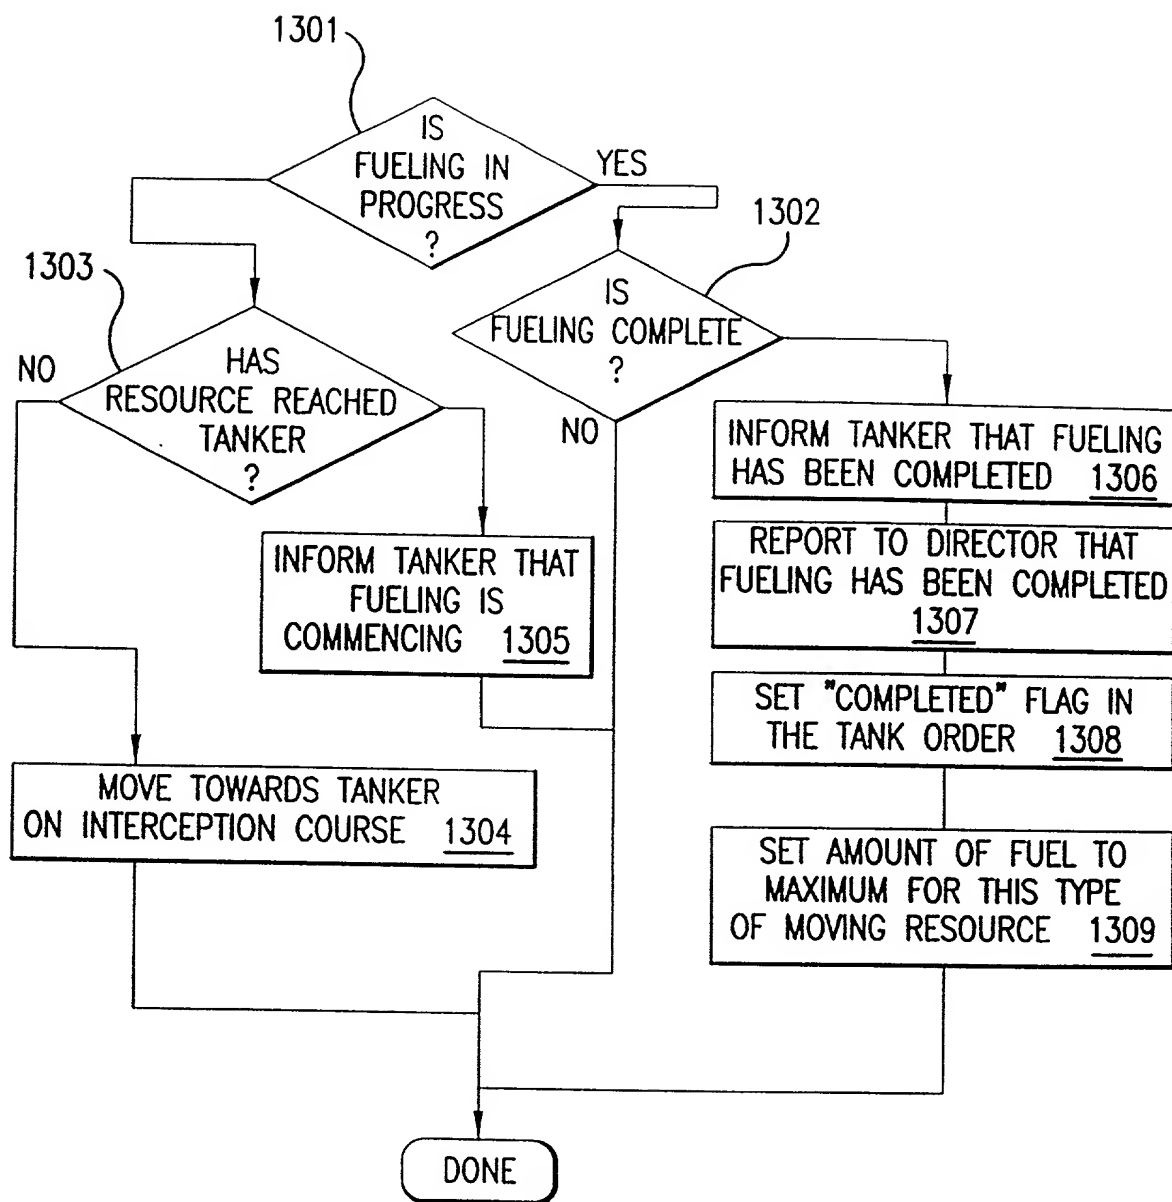 1301
IS
FUELING IN
PROGRESS
?
YES
1302
1303
IS
FUELING COMPLETE
?
NO
HAS
RESOURCE REACHED
TANKER
?
NO
INFORM TANKER THAT FUELING
HAS BEEN COMPLETED 1306
REPORT TO DIRECTOR THAT
FUELING HAS BEEN COMPLETED
1307
INFORM TANKER THAT
FUELING IS
COMMENCING 1305
SET "COMPLETED" FLAG IN
THE TANK ORDER 1308
MOVE TOWARDS TANKER
ON INTERCEPTION COURSE 1304
SET AMOUNT OF FUEL TO
MAXIMUM FOR THIS TYPE
OF MOVING RESOURCE 1309
DONE